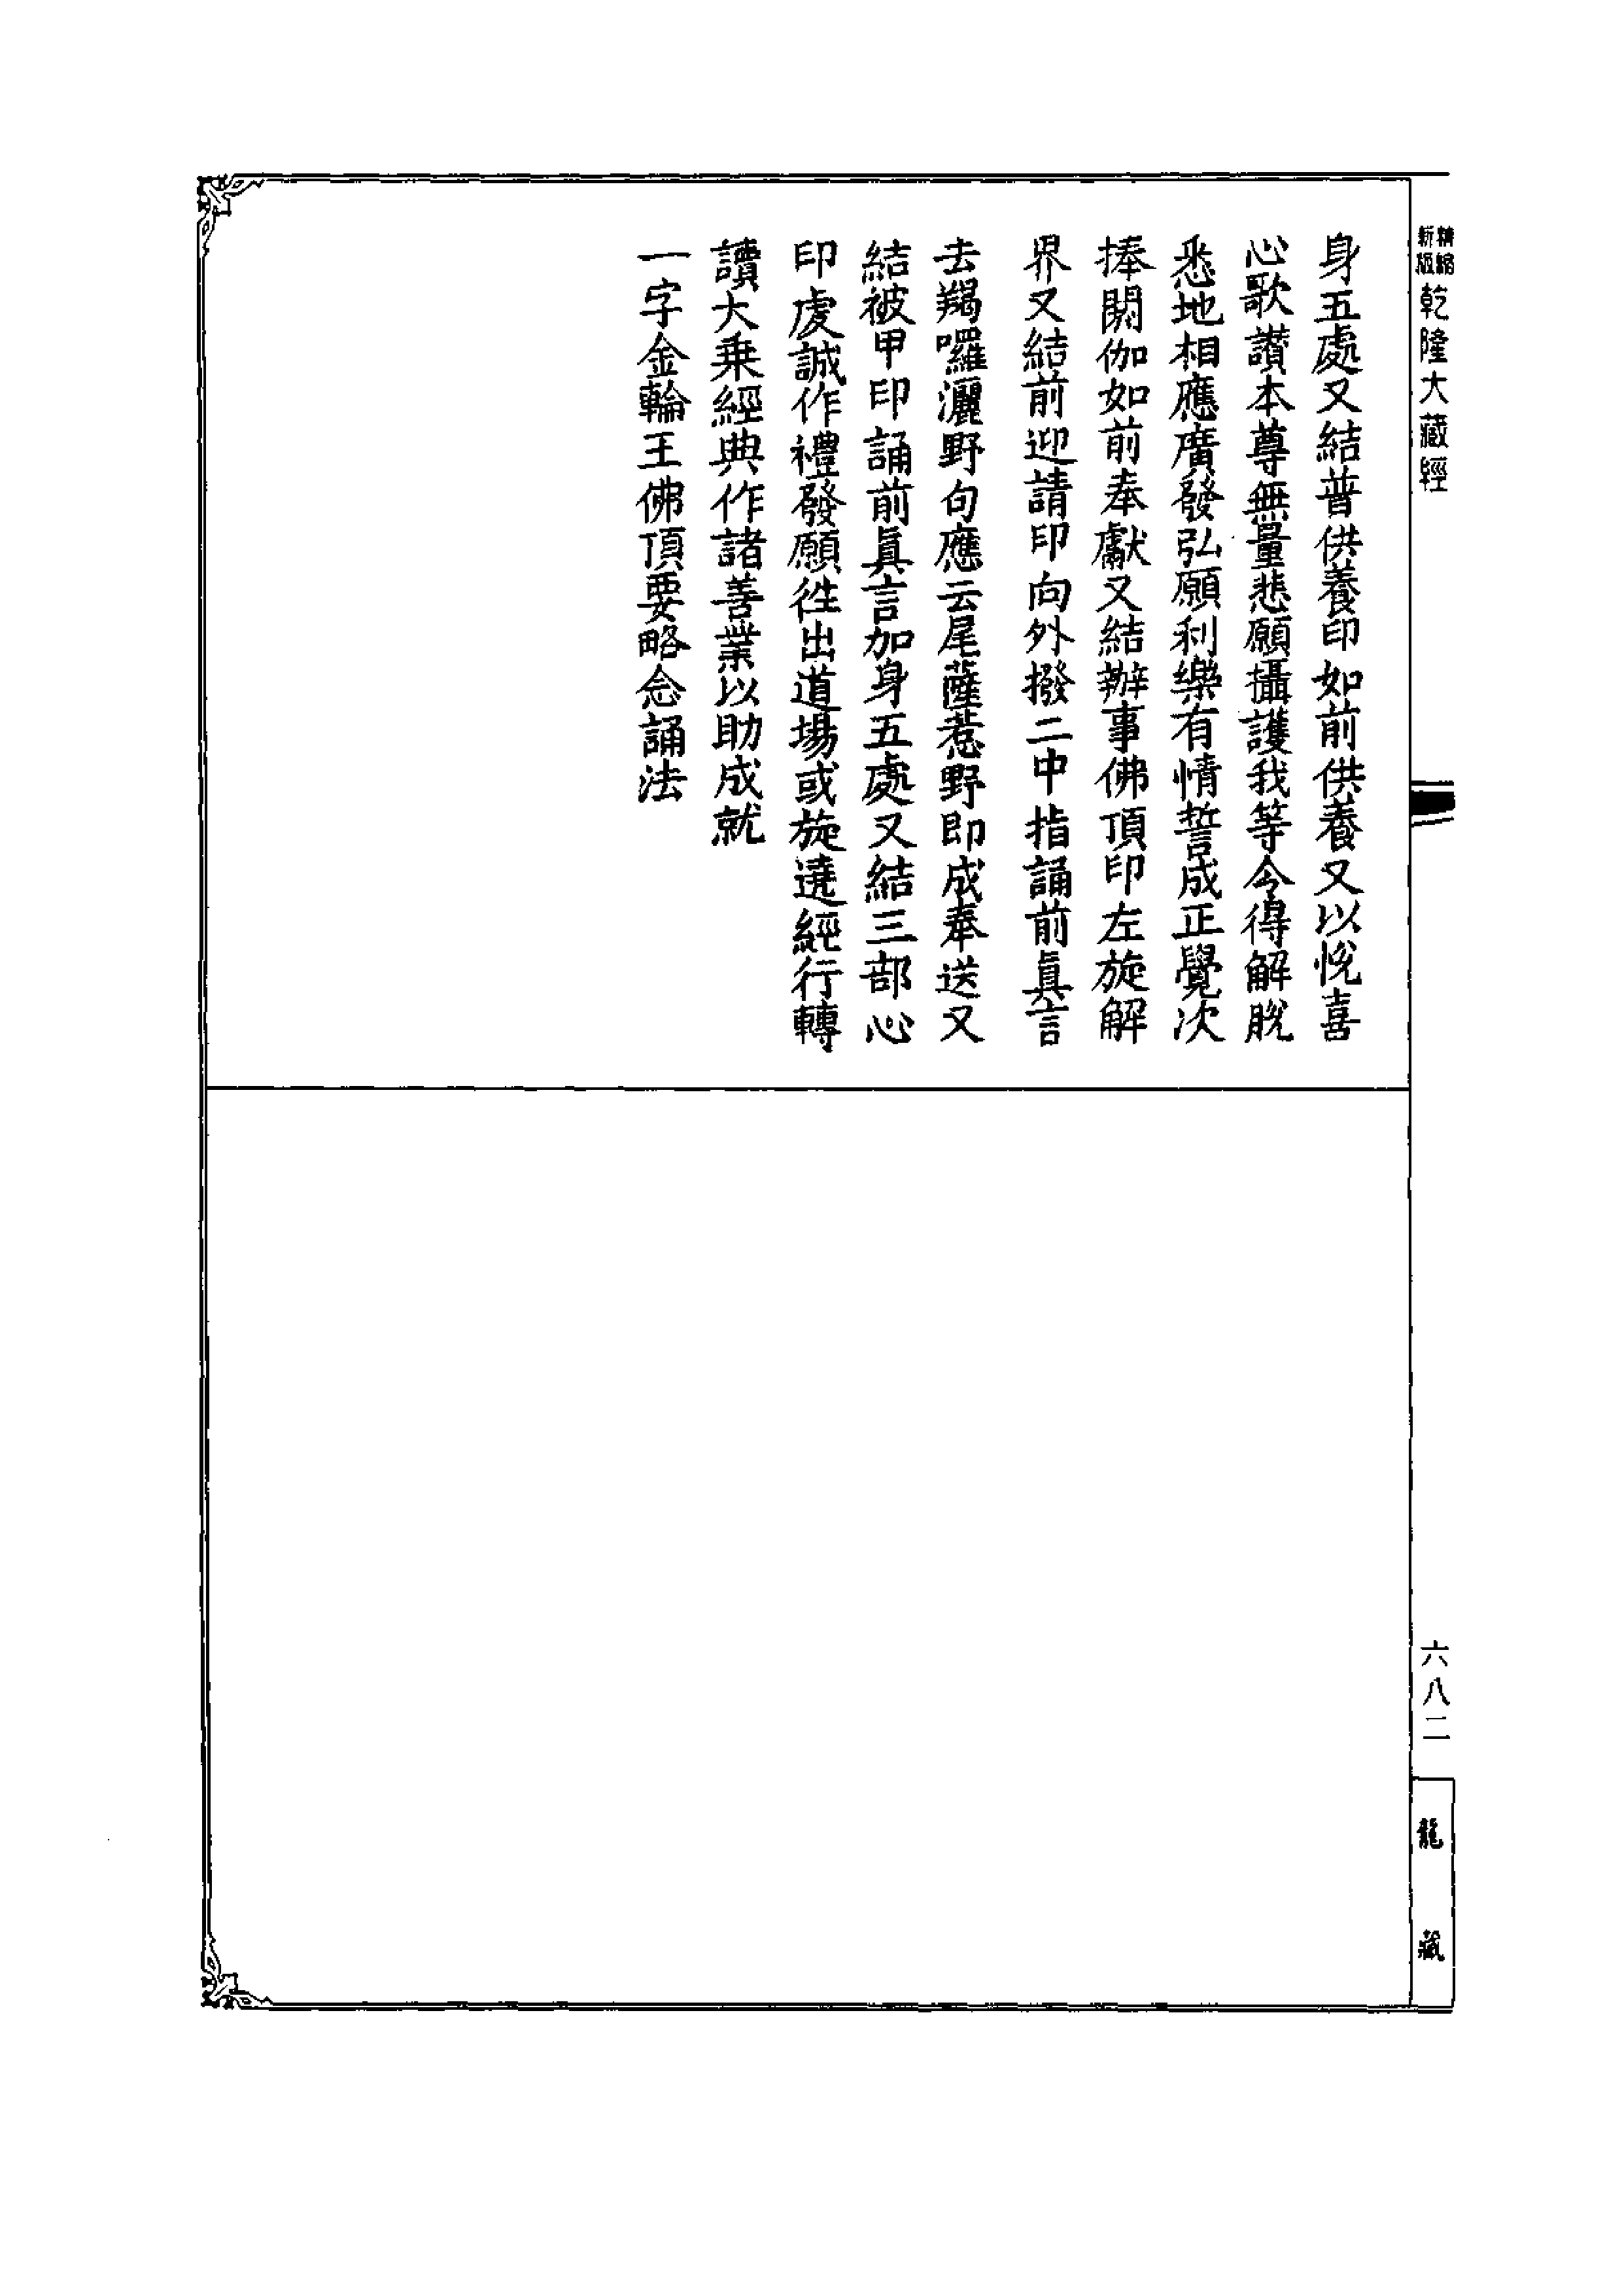 精縮新版乾隆大藏經
身五處又結普供養印如前供養又以悅喜
心歌讚本尊無量悲願攝護我等令得解脫
悉地相應廣發弘願利樂有情誓成正覺次
捧閼伽如前奉獻又結辦事佛頂印左旋解
界又結前迎請印向外撥二中指誦前眞言
去羯囉灑野句應云尾薩惹野即成奉送又
結被甲印誦前眞言加身五處又結三部心
印虔誠作禮發願徃出道場或旋遶經行轉
讀大乗經典作諸善業以助成就
一字金輪王佛頂要略念誦法
六八二
龍藏